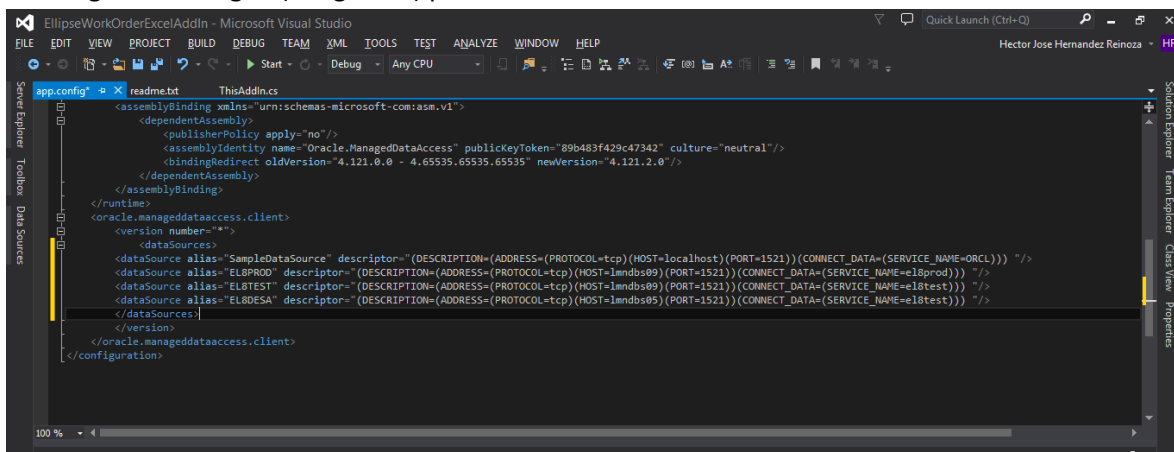 EllipseWorkOrderExcelAddIn - Microsoft Visual Studio
Quick Launch (Ctrl+Q)
FILE EDIT VIEW PROJECT BUILD DEBUG TEAM XML TOOLS TEST ANALYZE WINDOW HELP
Hector Jose Hernandez Reinoza HR
Start Debug Any CPU
app.config* readme.txt ThisAddIn.cs
<assemblyBinding xmlns="urn:schemas-microsoft-com:asm.v1">
<dependentAssembly>
<publisherPolicy apply="no"/>
<assemblyIdentity name="Oracle.ManagedDataAccess" publicKeyToken="89b483f429c47342" culture="neutral"/>
<bindingRedirect oldVersion="4.121.0.0 - 4.65535.65535.65535" newVersion="4.121.2.0"/>
</dependentAssembly>
</assemblyBinding>
</runtime>
<oracle.manageddataaccess.client>
<version number="*">
<dataSources>
<dataSource alias="SampleDataSource" descriptor="(DESCRIPTION=(ADDRESS=(PROTOCOL=tcp)(HOST=localhost)(PORT=1521))(CONNECT_DATA=(SERVICE_NAME=ORCL))) "/>
<dataSource alias="EL8PROD" descriptor="(DESCRIPTION=(ADDRESS=(PROTOCOL=tcp)(HOST=lmndbs09)(PORT=1521))(CONNECT_DATA=(SERVICE_NAME=el8prod))) "/>
<dataSource alias="EL8TEST" descriptor="(DESCRIPTION=(ADDRESS=(PROTOCOL=tcp)(HOST=lmndbs09)(PORT=1521))(CONNECT_DATA=(SERVICE_NAME=el8test))) "/>
<dataSource alias="EL8DESA" descriptor="(DESCRIPTION=(ADDRESS=(PROTOCOL=tcp)(HOST=lmndbs05)(PORT=1521))(CONNECT_DATA=(SERVICE_NAME=el8test))) "/>
</dataSources>
</version>
</oracle.manageddataaccess.client>
</configuration>
100 %
Server Explorer
Toolbox
Data Sources
Solution Explorer
Team Explorer
Class View
Properties